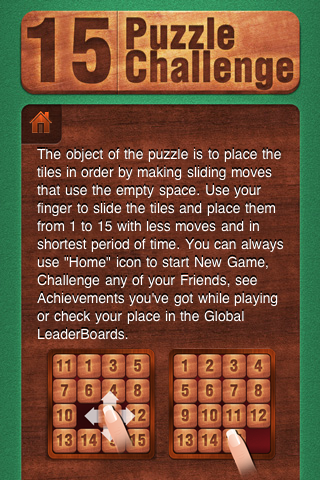 15 Puzzle
Challenge
The object of the puzzle is to place the
tiles in order by making sliding moves
that use the empty space. Use your
finger to slide the tiles and place them
from 1 to 15 with less moves and in
shortest period of time. You can always
use "Home" icon to start New Game,
Challenge any of your Friends, see
Achievements you've got while playing
or check your place in the Global
LeaderBoards.
11 1 3 5
7 6 4 8
10 12
13 14 15
1 2 3 4
5 6 7 8
9 10 11 12
13 14